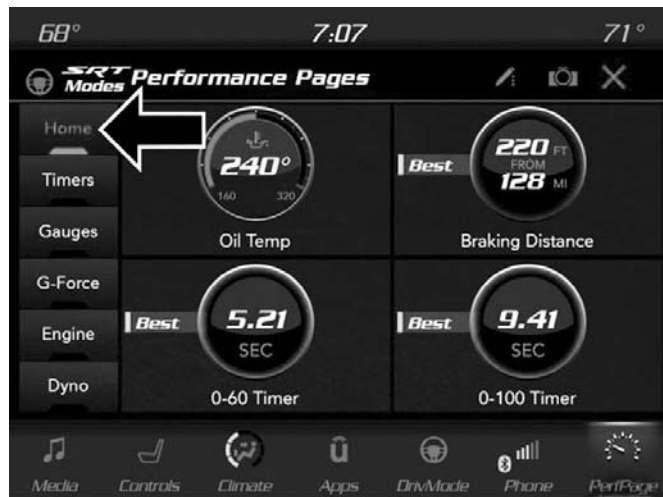 68° 7:07 71°
SRT Modes Performance Pages
Home
Timers
Gauges
G-Force
Engine
Dyno
240°
160 320
Oil Temp
Best
220 FT
FROM
128 MI
Braking Distance
Best
5.21
SEC
0-60 Timer
Best
9.41
SEC
0-100 Timer
Media Controls Climate Apps DrivMode Phone PerfPage